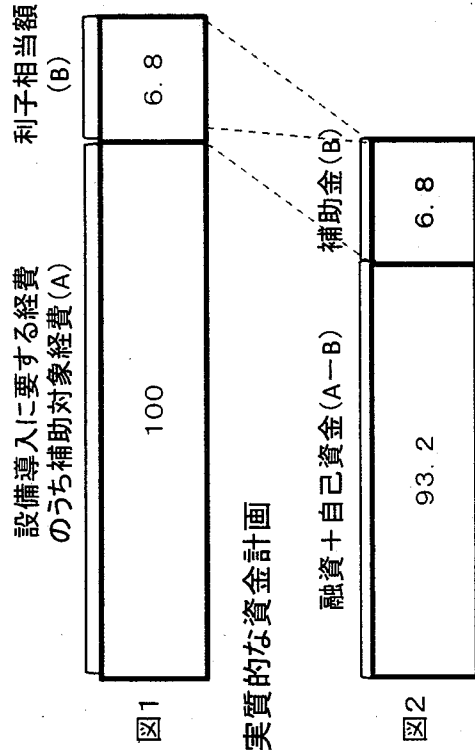 設備導入に要する経費
のうち補助対象経費(A)
利子相当額
(B)
図1
100
6.8
実質的な資金計画
融資＋自己資金(A－B)
補助金(B)
図2
93.2
6.8